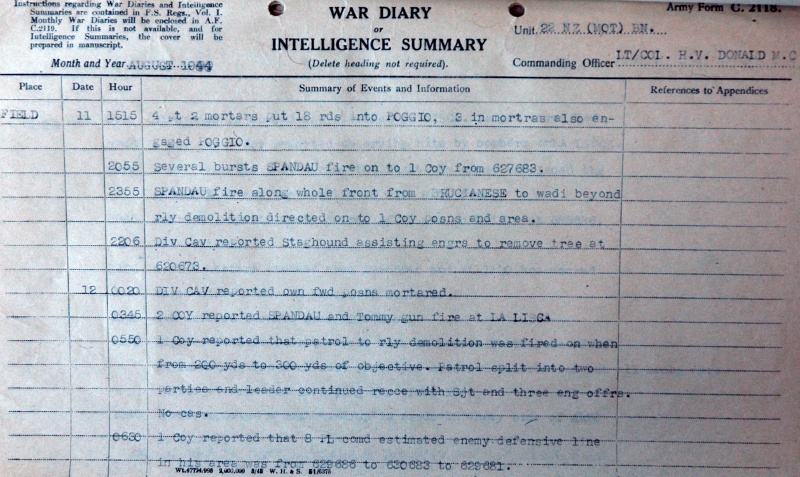 Instructions regarding War Diaries and Intelligence
Summaries are contained in F.S. Regs., Vol. I.
Monthly War Diaries will be enclosed in A.F.
C.2119. If this is not available, and for
Intelligence Summaries, the cover will be
prepared in manuscript.
Month and Year AUGUST 1944
WAR DIARY
or
INTELLIGENCE SUMMARY
(Delete heading not required).
Army Form C. 2118.
Unit 22 NZ (MOT) BN.
Commanding Officer LT/COL. H.V. DONALD M.C
Place Date Hour Summary of Events and Information References to Appendices
FIELD 11 1515 4 pt 2 mortars put 18 rds into POGGIO, 3 in mortras also en-
gaged POGGIO.
2055 Several bursts SPANDAU fire on to 1 Coy from 627683.
2355 SPANDAU fire along whole front from to wadi beyond
rly demolition directed on to 1 Coy posns and area.
2206 Div Cav reported Staghound assisting engrs to remove tree at
620673.
12 0020 DIV CAV reported own fwd posns mortared.
0345 2 COY reported SPANDAU and Tommy gun fire at LA
0550 1 Coy reported that patrol to rly demolition was fired on when
from 200 yds to 300 yds of objective. Patrol split into two
parties and leader continued recce with Sjt and three eng offrs.
No cas.
0630 1 Coy reported that 8 PL comd estimated enemy defensive line
in his area was from 629686 to 630683 to 629681.
W. H. & S. 51/6375